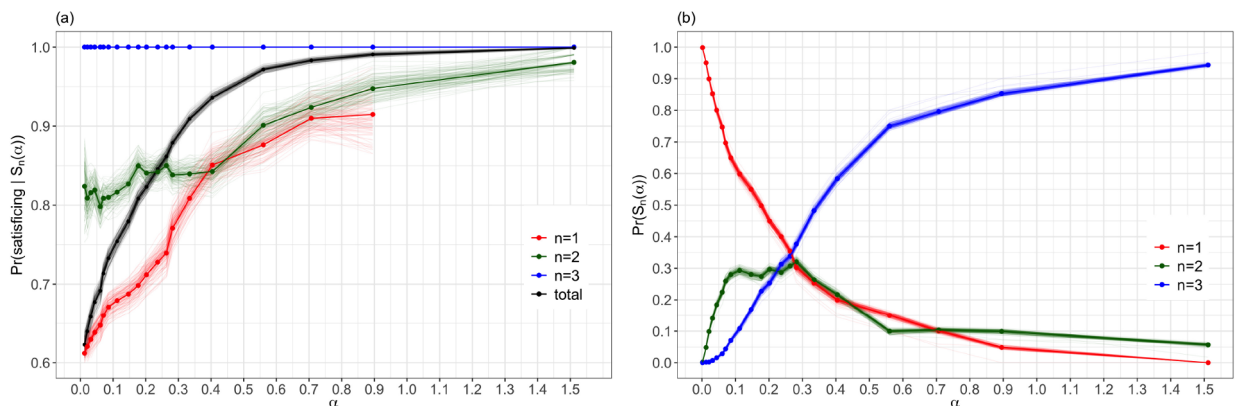 (a)
Pr(satisficing | Sn(α))
1.0
0.9
0.8
0.7
0.6
0.0 0.1 0.2 0.3 0.4 0.5 0.6 0.7 0.8 0.9 1.0 1.1 1.2 1.3 1.4 1.5
α
n=1
n=2
n=3
total
(b)
Pr(Sn(α))
1.0
0.9
0.8
0.7
0.6
0.5
0.4
0.3
0.2
0.1
0.0
0.0 0.1 0.2 0.3 0.4 0.5 0.6 0.7 0.8 0.9 1.0 1.1 1.2 1.3 1.4 1.5
α
n=1
n=2
n=3